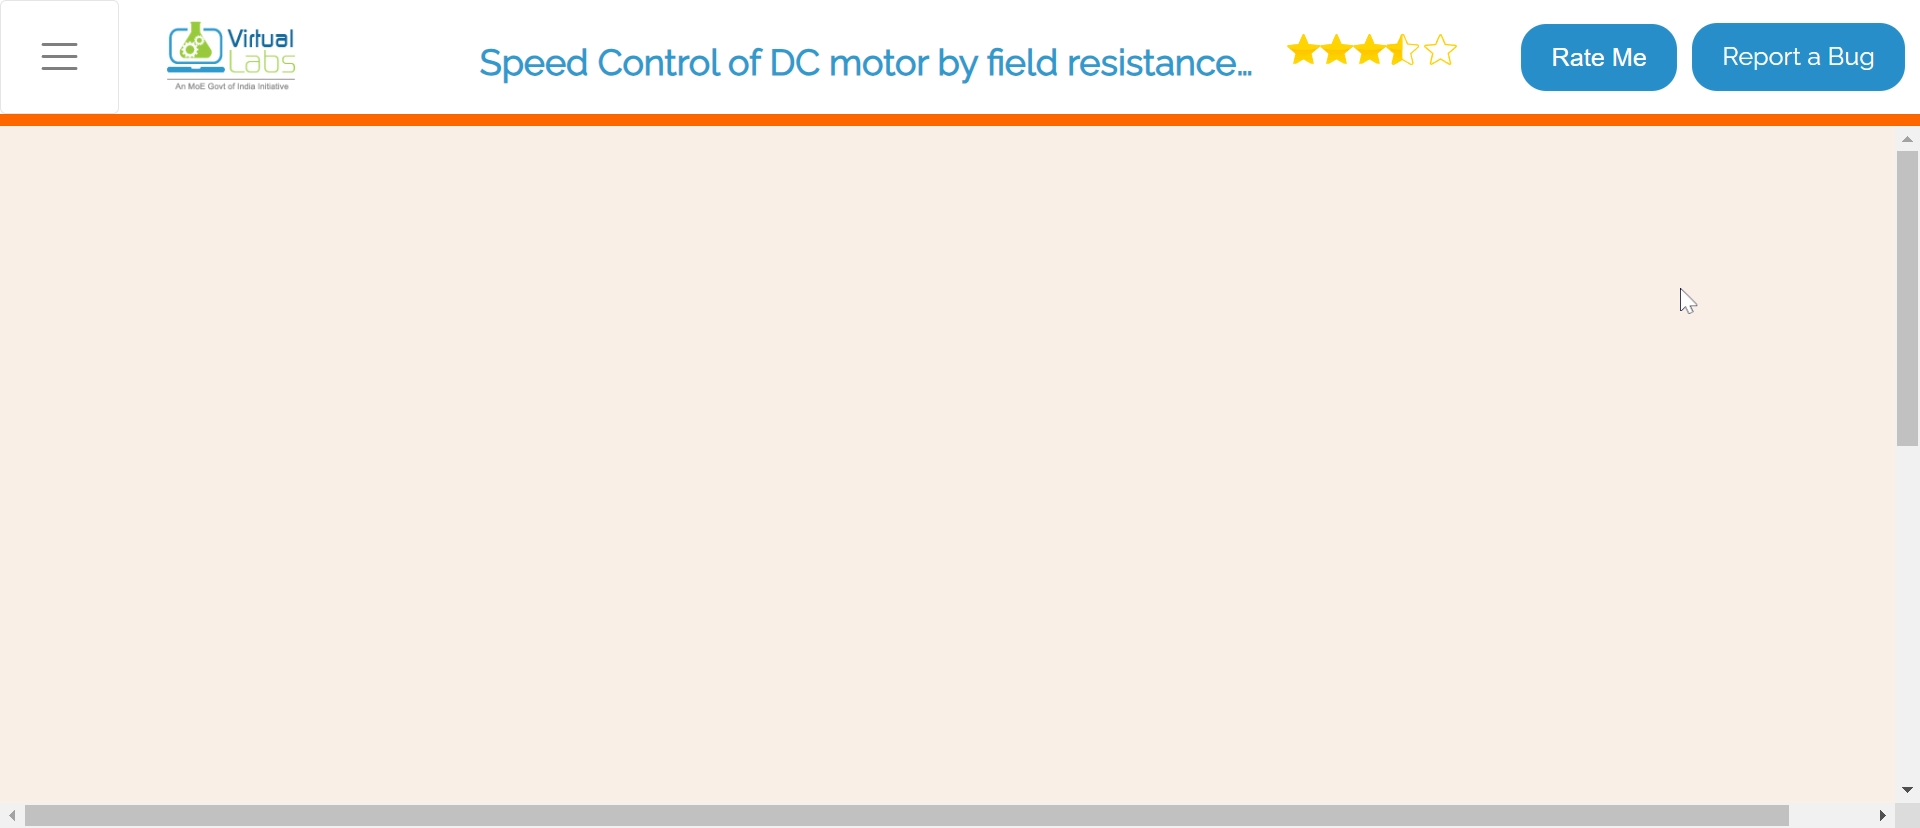 Virtual
Labs
An MoE Govt of India Initiative
Speed Control of DC motor by field resistance...
Rate Me
Report a Bug